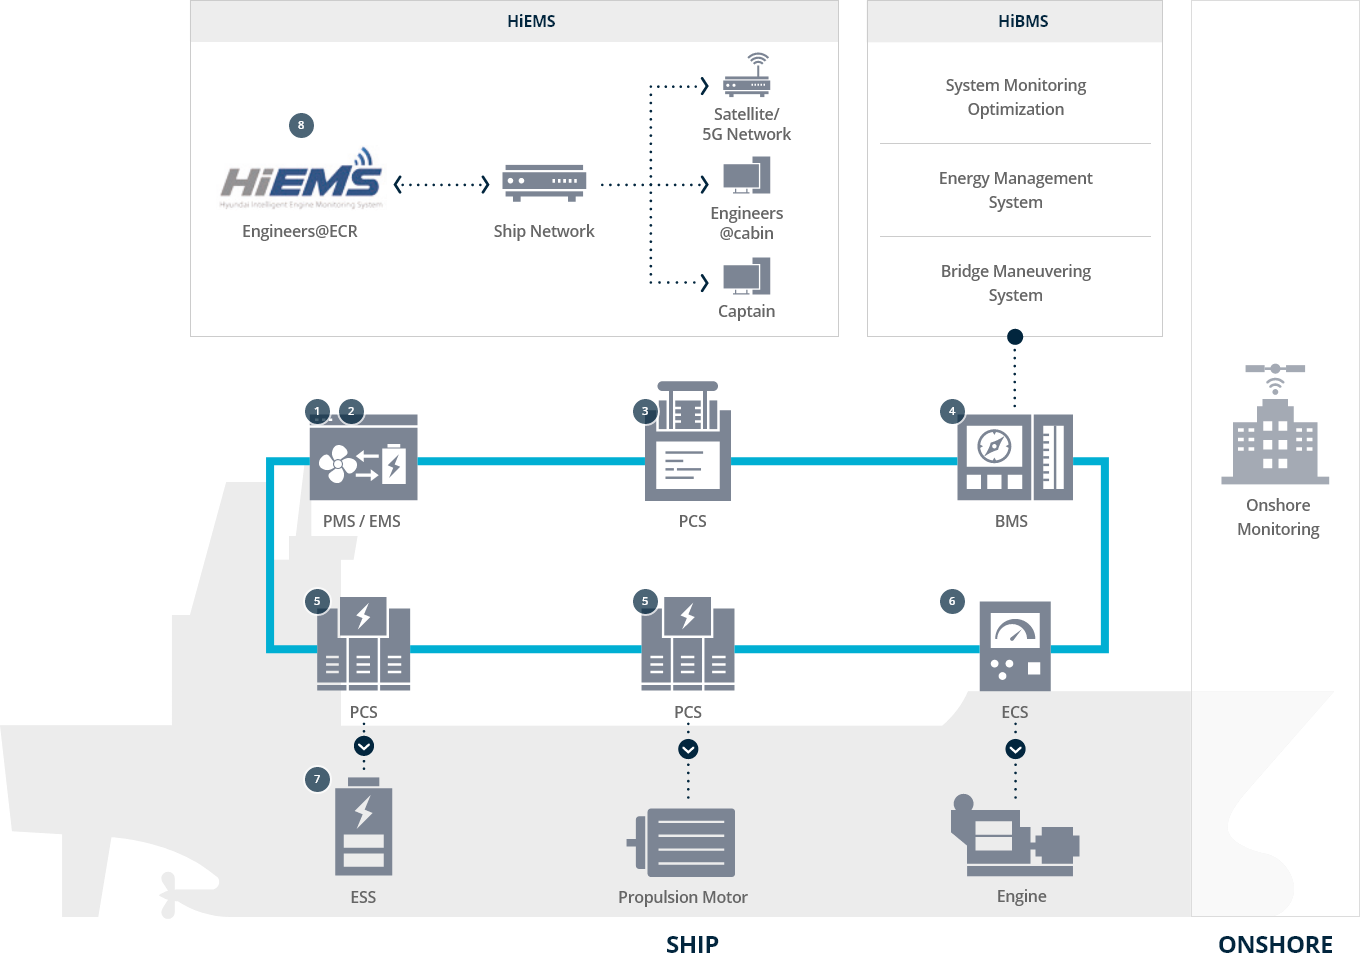 HiEMS
8
HiEMS
Hyundai Intelligent Engine Monitoring System
Engineers@ECR
Ship Network
Satellite/
5G Network
Engineers
@cabin
Captain
HiBMS
System Monitoring
Optimization
Energy Management
System
Bridge Maneuvering
System
1
2
PMS / EMS
3
PCS
4
BMS
Onshore
Monitoring
5
PCS
5
PCS
6
ECS
7
ESS
Propulsion Motor
Engine
SHIP
ONSHORE